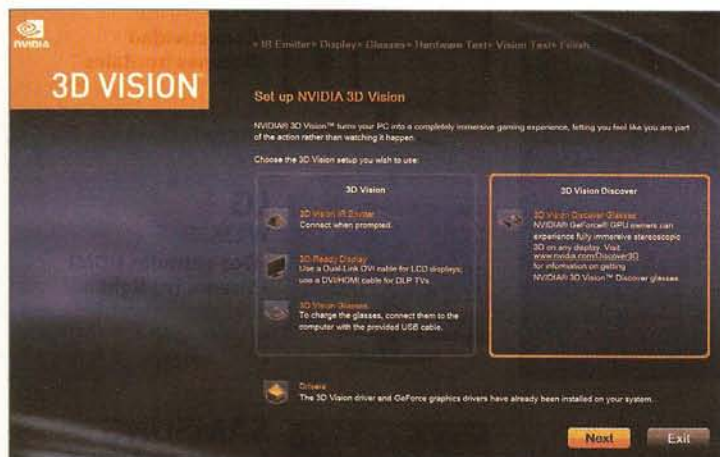 NVIDIA
3D VISION
IR Emitter> Display> Glasses> Hardware Test> Vision Test> Finish
Set up NVIDIA 3D Vision
NVIDIA® 3D Vision™ turns your PC into a completely immersive gaming experience, letting you feel like you are part
of the action rather than watching it happen.
Choose the 3D Vision setup you wish to use:
3D Vision
3D Vision IR Emitter
Connect when prompted.
3D-Ready Display
Use a Dual-Link DVI cable for LCD displays;
use a DVI/HDMI cable for DLP TVs.
3D Vision Glasses
To charge the glasses, connect them to the
computer with the provided USB cable.
3D Vision Discover
3D Vision Discover Glasses
NVIDIA® GeForce® GPU owners can
experience fully immersive stereoscopic
3D on any display. Visit
www.nvidia.com/Discover3D
for information on getting
NVIDIA® 3D Vision™ Discover glasses
Drivers
The 3D Vision driver and GeForce graphics drivers have already been installed on your system.
Next
Exit